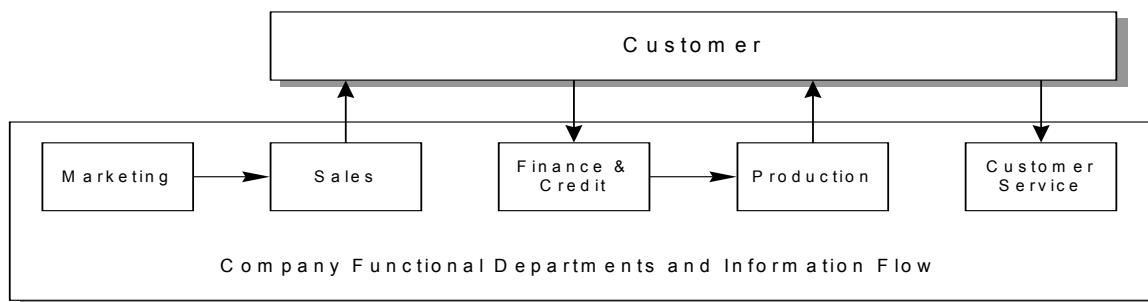 Customer
Marketing
Sales
Finance &
Credit
Production
Customer
Service
Company Functional Departments and Information Flow